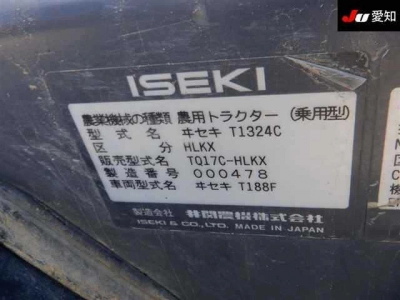 JU 愛知
ISEKI
農業機械の種類 農用トラクター (乗用型)
型式名 ヰセキ T1324C
区分 HLKX
販売型式名 TQ17C-HLKX
製造番号 000478
車両型式名 ヰセキ T188F
製造会社 井関農機株式会社
ISEKI & CO., LTD. MADE IN JAPAN